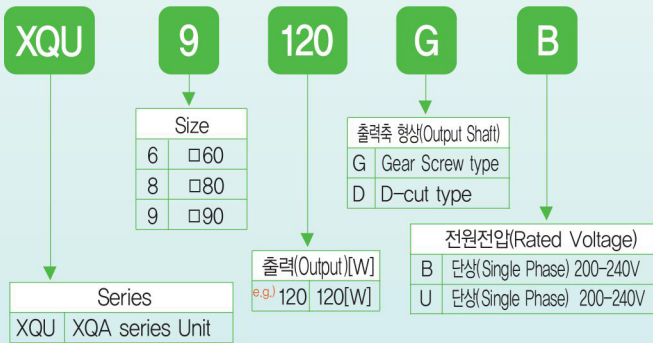 XQU 9 120 G B
Size
6 □60
8 □80
9 □90
출력축 형상(Output Shaft)
G Gear Screw type
D D-cut type
전원전압(Rated Voltage)
B 단상(Single Phase) 200-240V
U 단상(Single Phase) 200-240V
출력(Output)[W]
e.g.) 120 120[W]
Series
XQU XQA series Unit